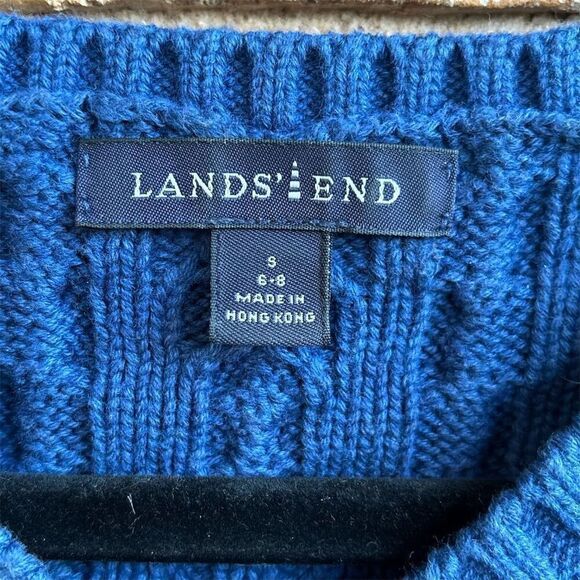 LANDS' END
S
6-8
MADE IN
HONG KONG